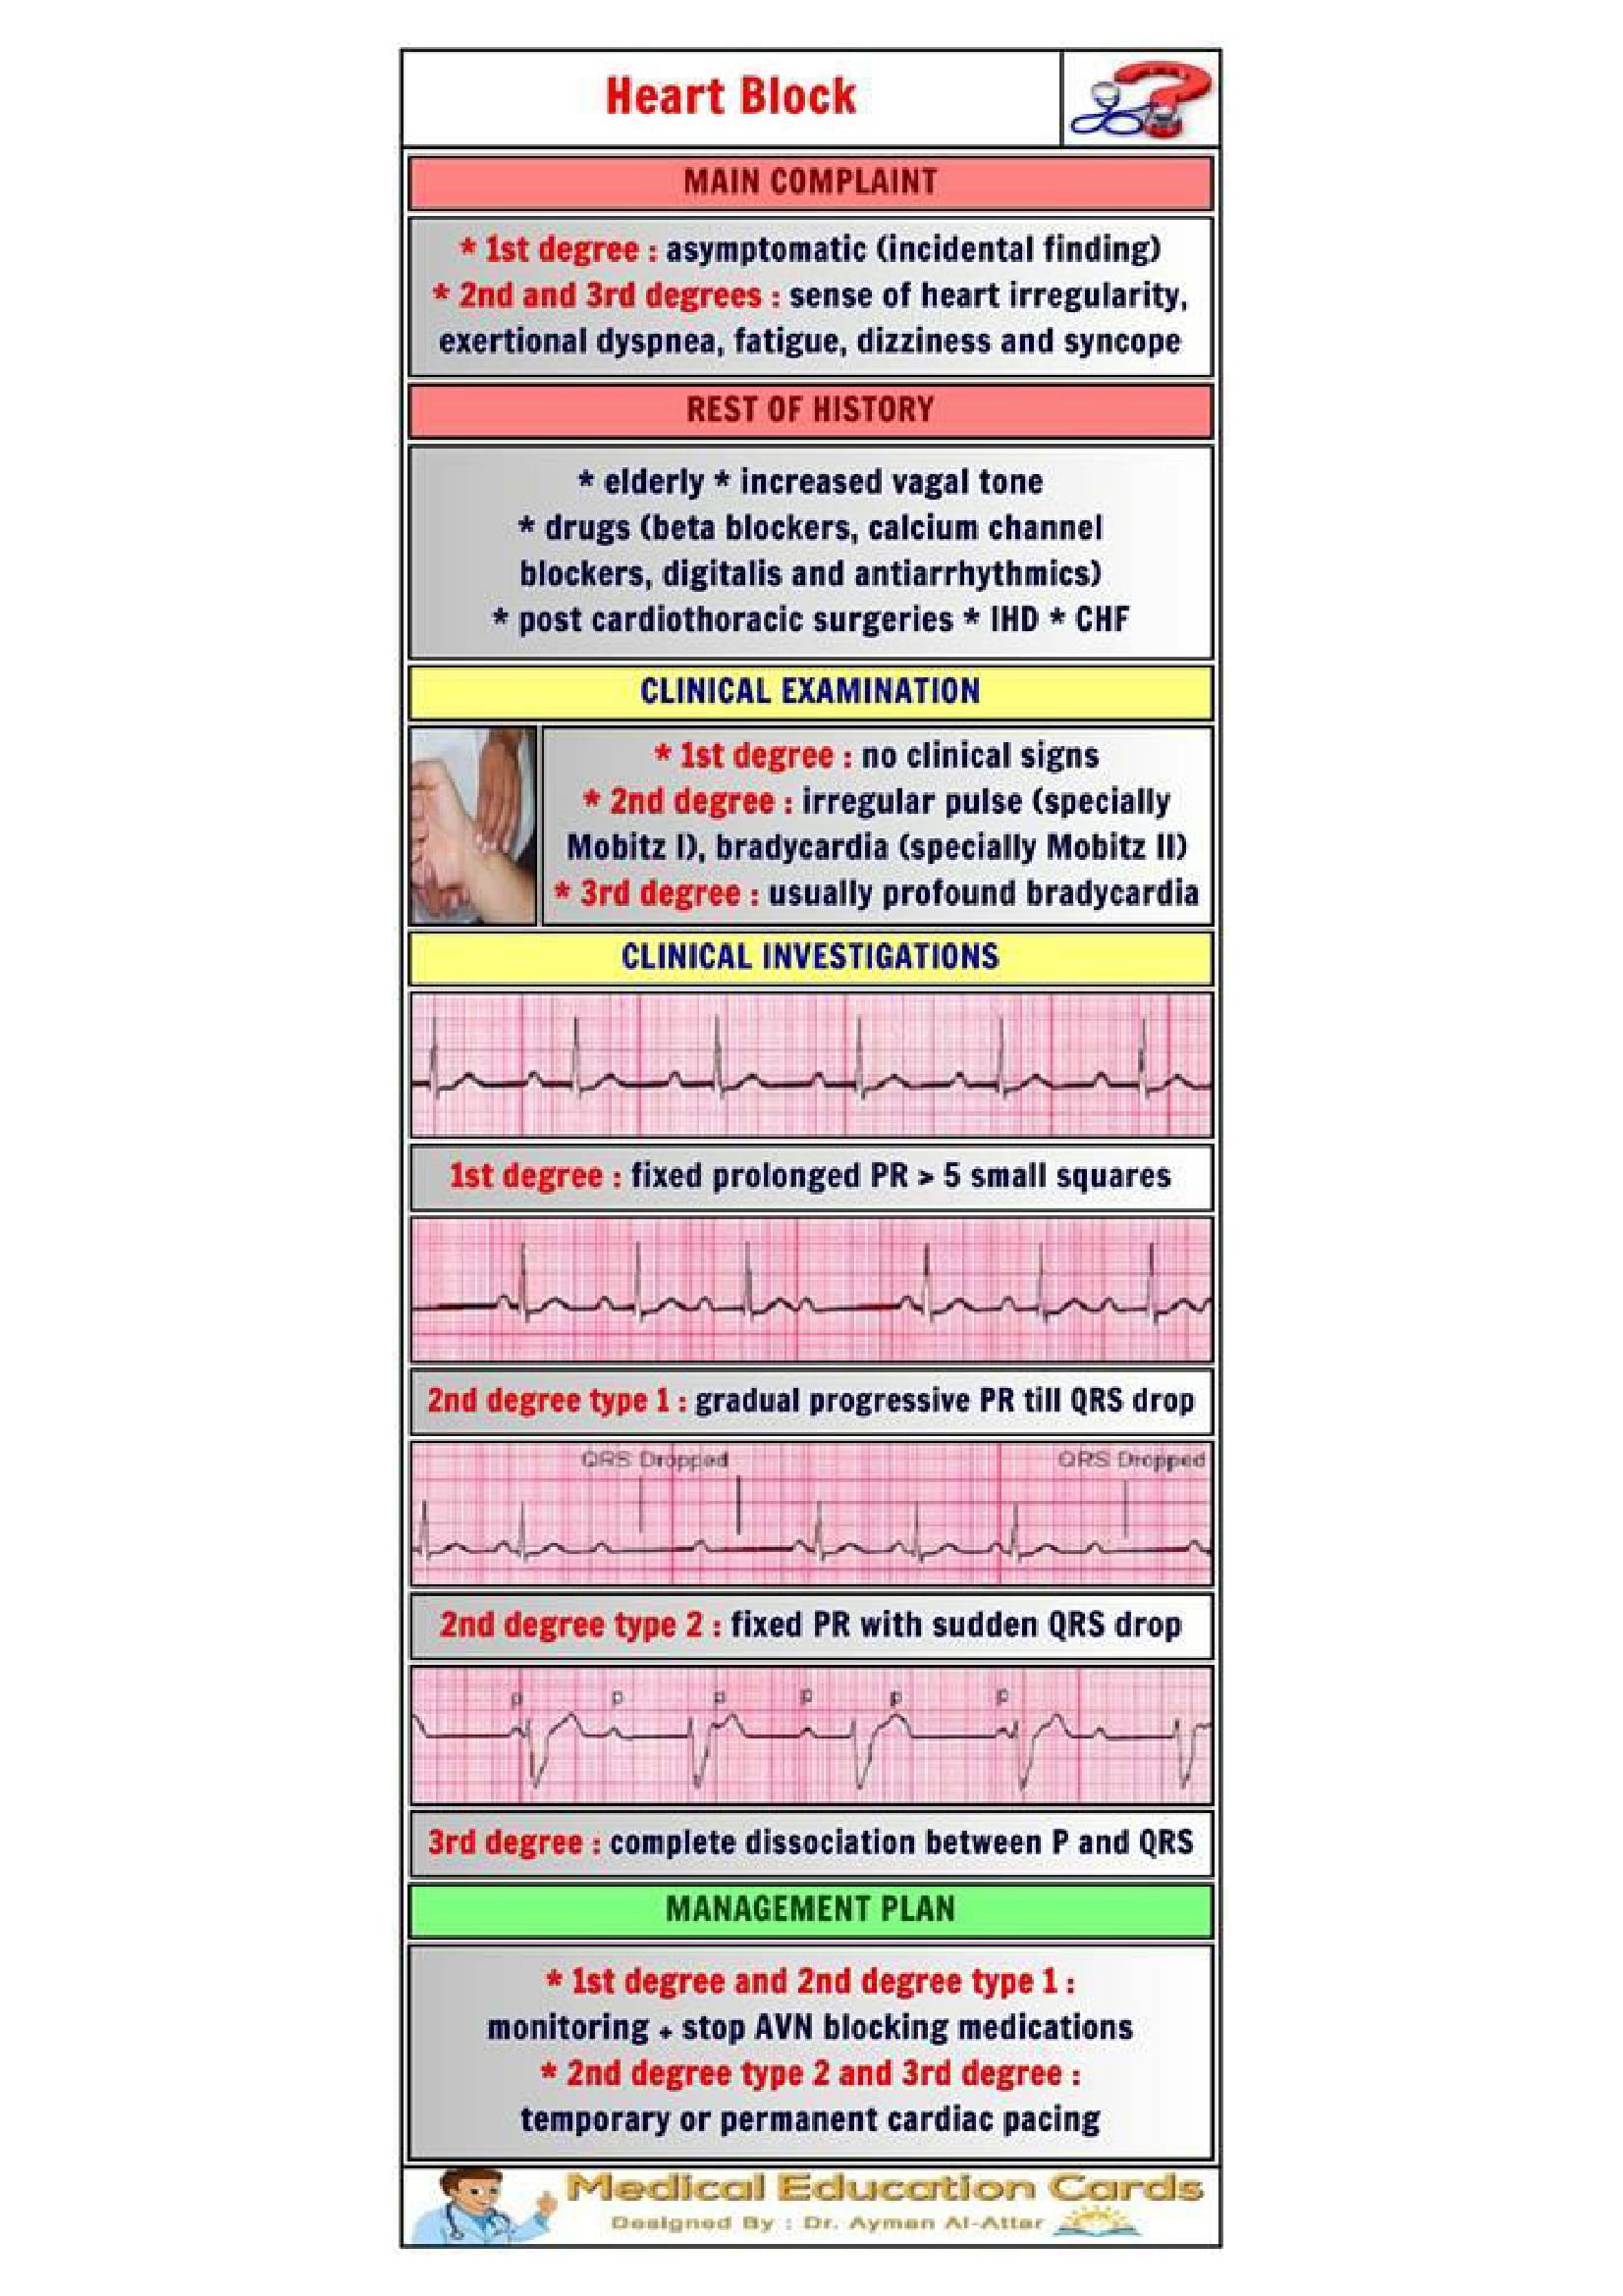 Heart Block
MAIN COMPLAINT
* 1st degree : asymptomatic (incidental finding)
* 2nd and 3rd degrees : sense of heart irregularity,
exertional dyspnea, fatigue, dizziness and syncope
REST OF HISTORY
* elderly * increased vagal tone
* drugs (beta blockers, calcium channel
blockers, digitalis and antiarrhythmics)
* post cardiothoracic surgeries * IHD * CHF
CLINICAL EXAMINATION
* 1st degree : no clinical signs
* 2nd degree : irregular pulse (specially
Mobitz I), bradycardia (specially Mobitz II)
* 3rd degree : usually profound bradycardia
CLINICAL INVESTIGATIONS
1st degree : fixed prolonged PR > 5 small squares
2nd degree type 1 : gradual progressive PR till QRS drop
QRS Dropped QRS Dropped
2nd degree type 2 : fixed PR with sudden QRS drop
p p p p p p
3rd degree : complete dissociation between P and QRS
MANAGEMENT PLAN
* 1st degree and 2nd degree type 1 :
monitoring + stop AVN blocking medications
* 2nd degree type 2 and 3rd degree :
temporary or permanent cardiac pacing
Medical Education Cards
Designed By : Dr. Ayman Al-Attar